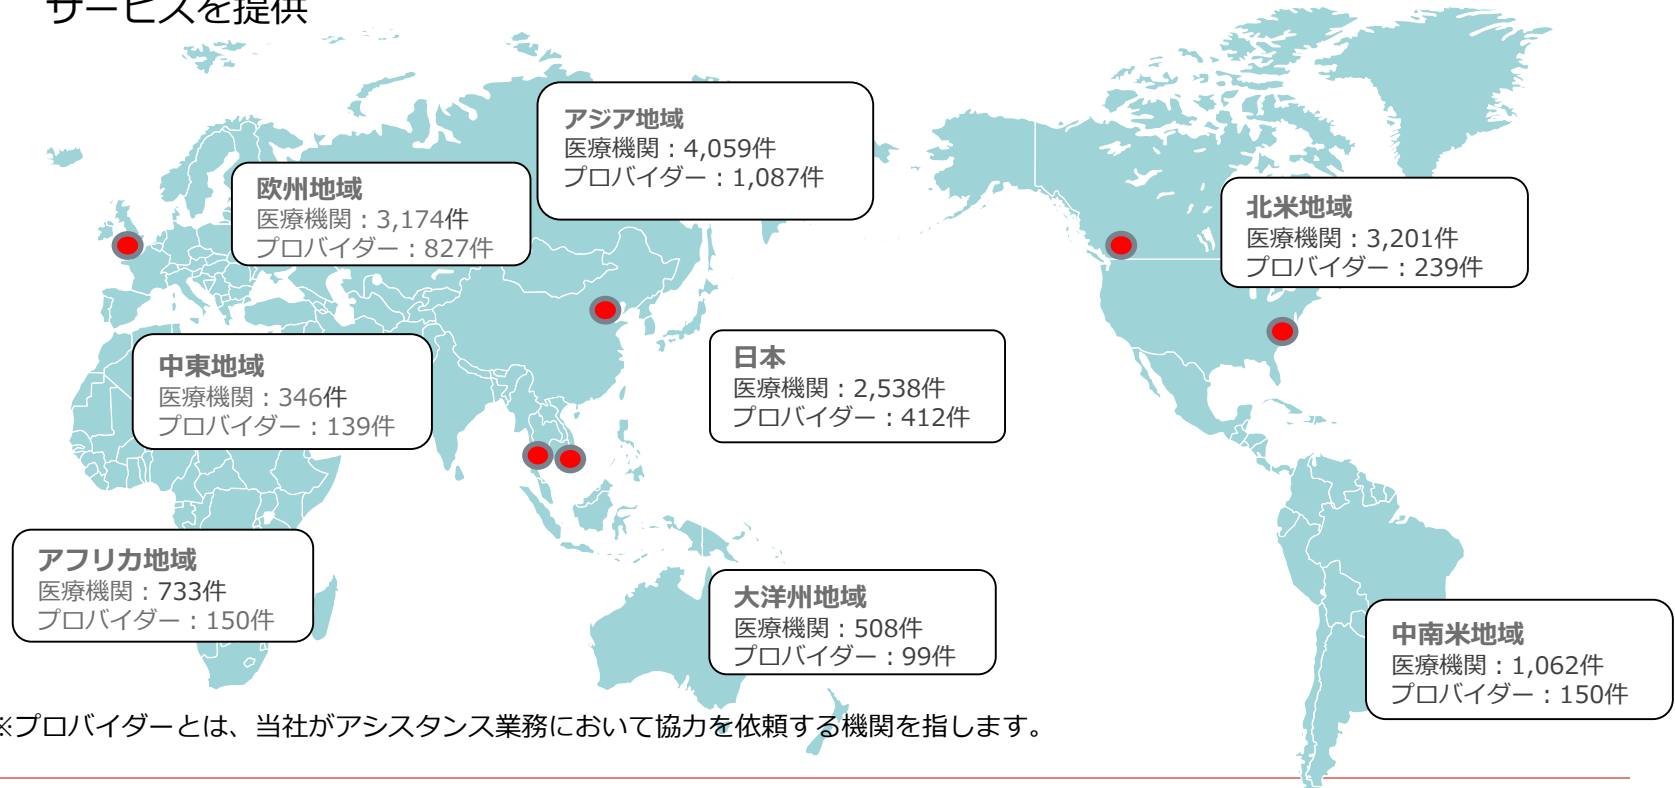 サービスを提供
アジア地域
医療機関：4,059件
プロバイダー：1,087件
欧州地域
医療機関：3,174件
プロバイダー：827件
北米地域
医療機関：3,201件
プロバイダー：239件
中東地域
医療機関：346件
プロバイダー：139件
日本
医療機関：2,538件
プロバイダー：412件
アフリカ地域
医療機関：733件
プロバイダー：150件
大洋州地域
医療機関：508件
プロバイダー：99件
中南米地域
医療機関：1,062件
プロバイダー：150件
※プロバイダーとは、当社がアシスタンス業務において協力を依頼する機関を指します。